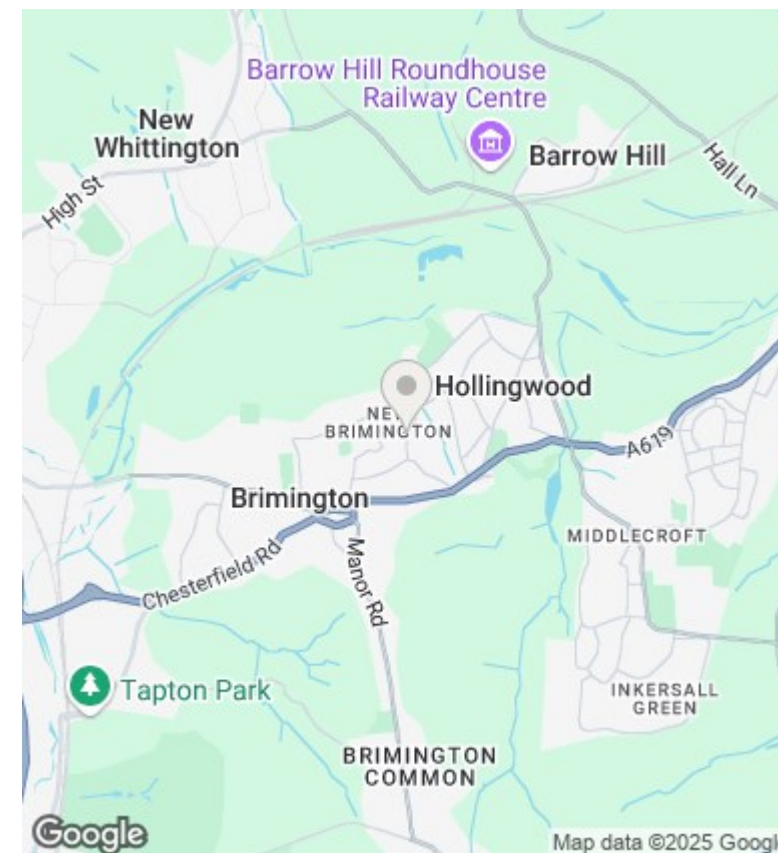 Barrow Hill Roundhouse
Railway Centre
New
Whittington
Barrow Hill
High St
Hall Ln
Hollingwood
NEW
BRIMINGTON
A619
Brimington
MIDDLECROFT
Chesterfield Rd
Manor Rd
Tapton Park
INKERSALL
GREEN
BRIMINGTON
COMMON
Google
Map data ©2025 Google